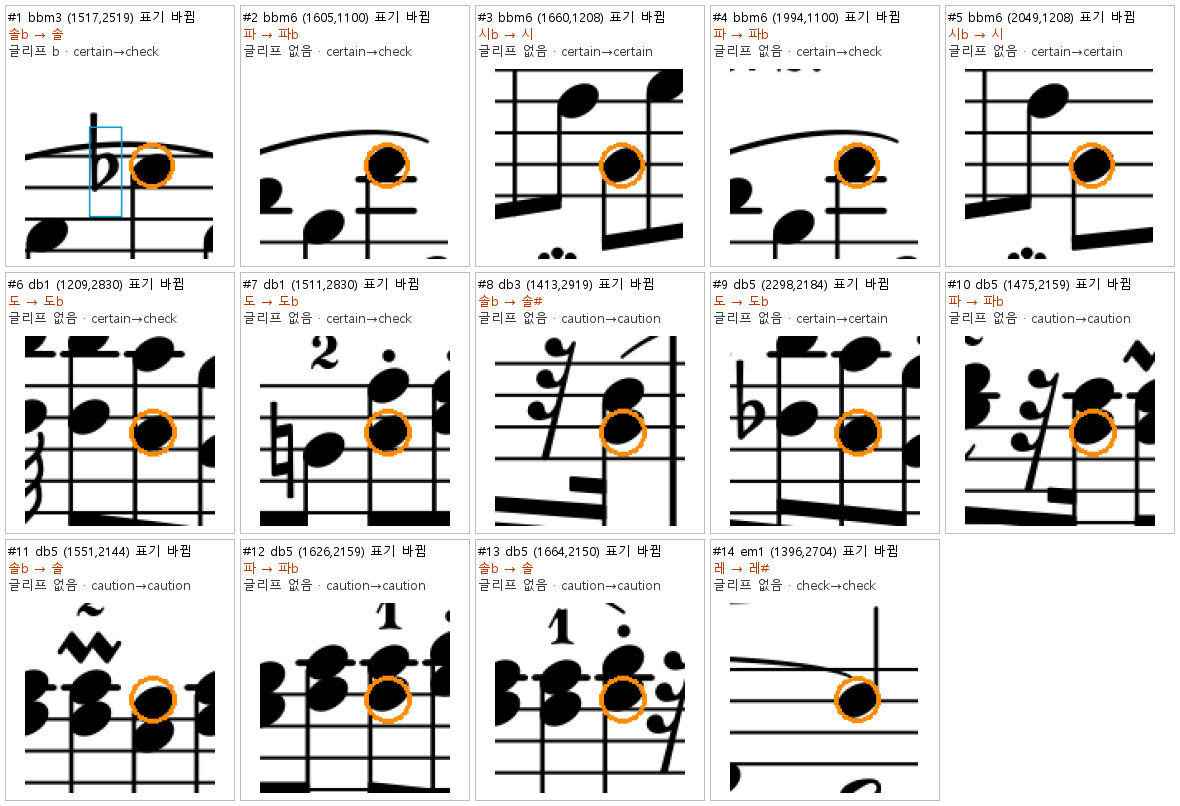 #1 bbm3 (1517,2519) 표기 바뀜
솔b → 솔
글리프 b · certain→check
#2 bbm6 (1605,1100) 표기 바뀜
파 → 파b
글리프 없음 · certain→check
#3 bbm6 (1660,1208) 표기 바뀜
시b → 시
글리프 없음 · certain→certain
#4 bbm6 (1994,1100) 표기 바뀜
파 → 파b
글리프 없음 · certain→check
#5 bbm6 (2049,1208) 표기 바뀜
시b → 시
글리프 없음 · certain→certain
#6 db1 (1209,2830) 표기 바뀜
도 → 도b
글리프 없음 · certain→check
#7 db1 (1511,2830) 표기 바뀜
도 → 도b
글리프 없음 · certain→check
2
#8 db3 (1413,2919) 표기 바뀜
솔b → 솔#
글리프 없음 · caution→caution
#9 db5 (2298,2184) 표기 바뀜
도 → 도b
글리프 없음 · certain→certain
#10 db5 (1475,2159) 표기 바뀜
파 → 파b
글리프 없음 · caution→caution
#11 db5 (1551,2144) 표기 바뀜
솔b → 솔
글리프 없음 · caution→caution
#12 db5 (1626,2159) 표기 바뀜
파 → 파b
글리프 없음 · caution→caution
1
#13 db5 (1664,2150) 표기 바뀜
솔b → 솔
글리프 없음 · caution→caution
1
#14 em1 (1396,2704) 표기 바뀜
레 → 레#
글리프 없음 · check→check